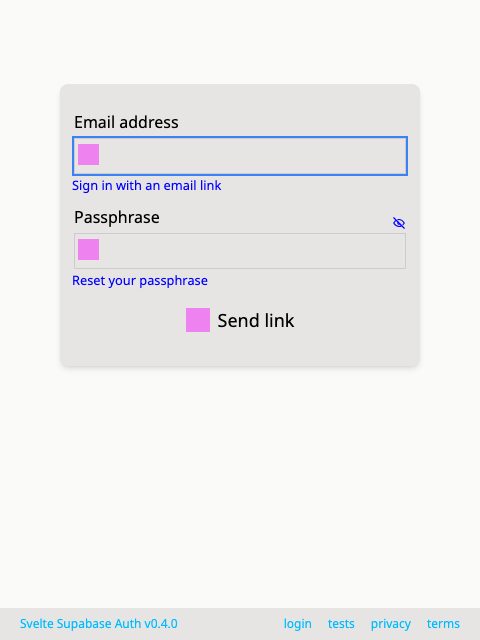 Email address
Sign in with an email link
Passphrase
Reset your passphrase
Send link
Svelte Supabase Auth v0.4.0 login tests privacy terms